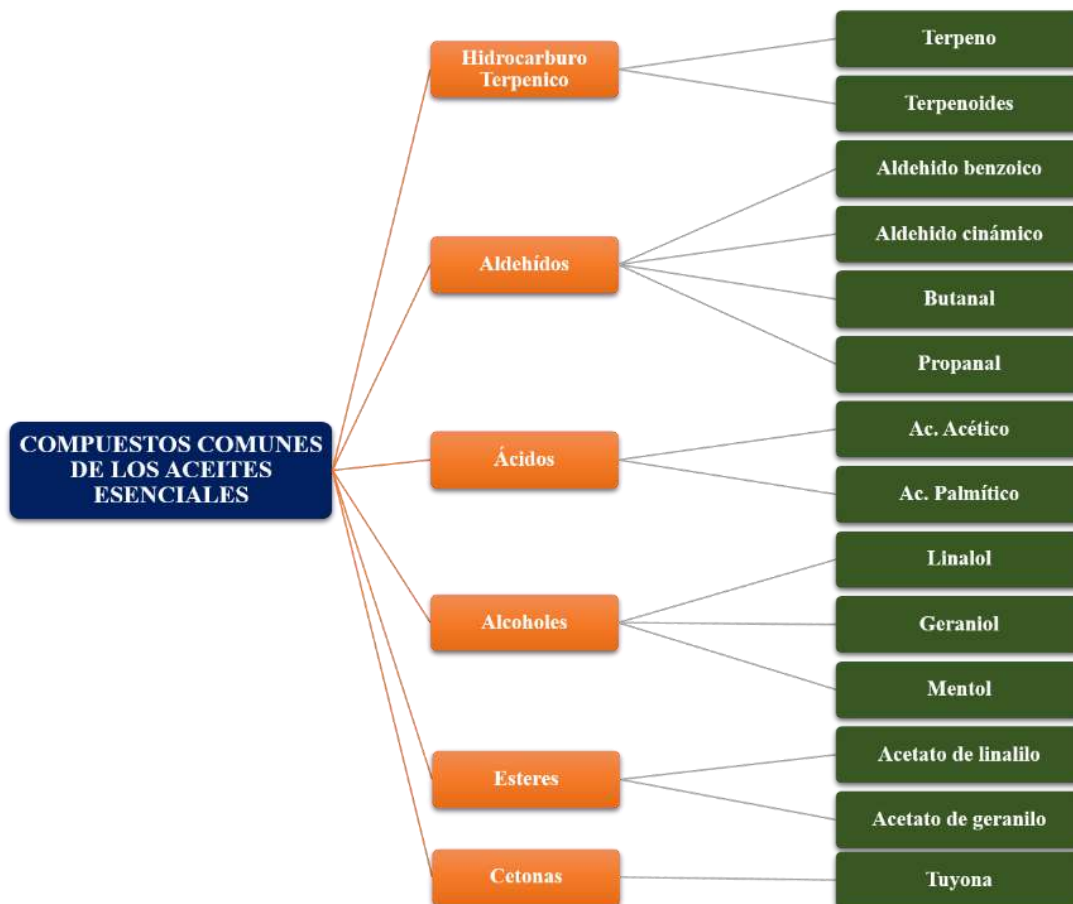 COMPUESTOS COMUNES
DE LOS ACEITES
ESENCIALES
Hidrocarburo
Terpenico
Terpeno
Terpenoides
Aldehídos
Aldehido benzoico
Aldehido cinámico
Butanal
Propanal
Ácidos
Ac. Acético
Ac. Palmítico
Alcoholes
Linalol
Geraniol
Mentol
Esteres
Acetato de linalilo
Acetato de geranilo
Cetonas
Tuyona